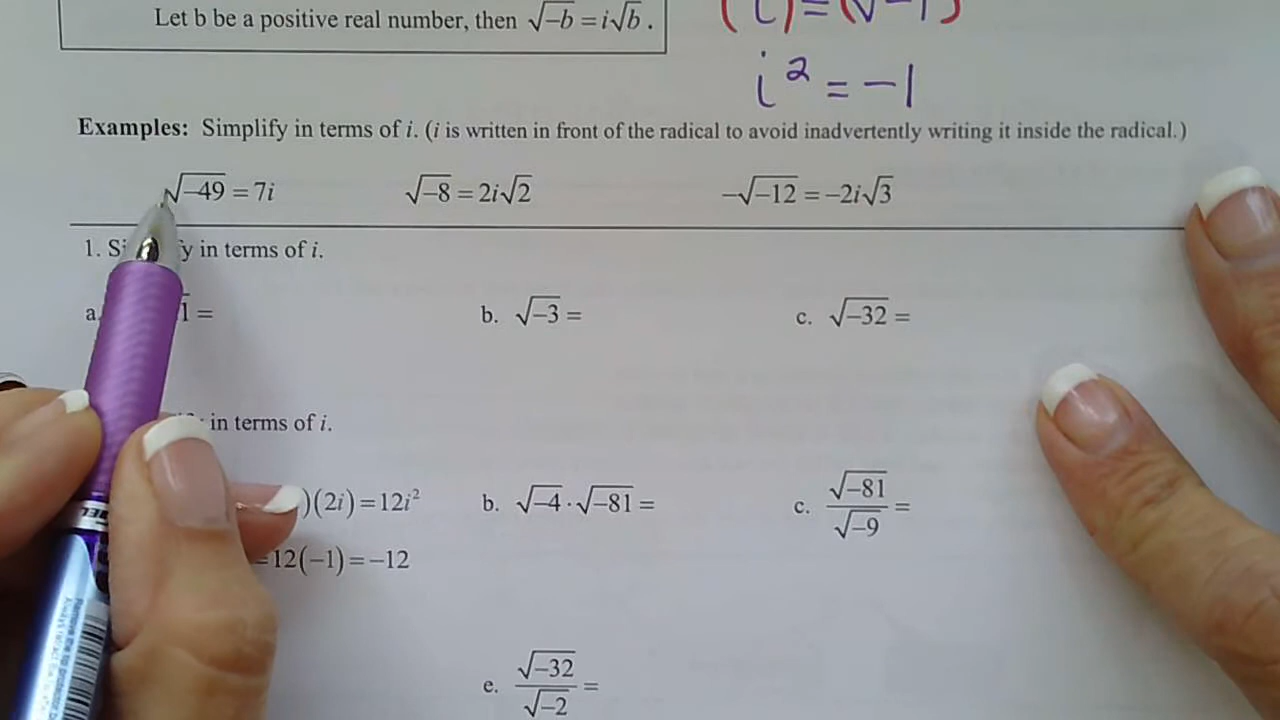 Let b be a positive real number, then √−b = i√b.
(i) = (√−1)
i² = −1
Examples: Simplify in terms of i. (i is written in front of the radical to avoid inadvertently writing it inside the radical.)
√−49 = 7i √−8 = 2i√2 −√−12 = −2i√3
1. Si y in terms of i.
a. 1 = b. √−3 = c. √−32 =
in terms of i.
)(2i) = 12i² b. √−4 · √−81 = c. √−81 / √−9 =
= 12(−1) = −12
e. √−32 / √−2 =